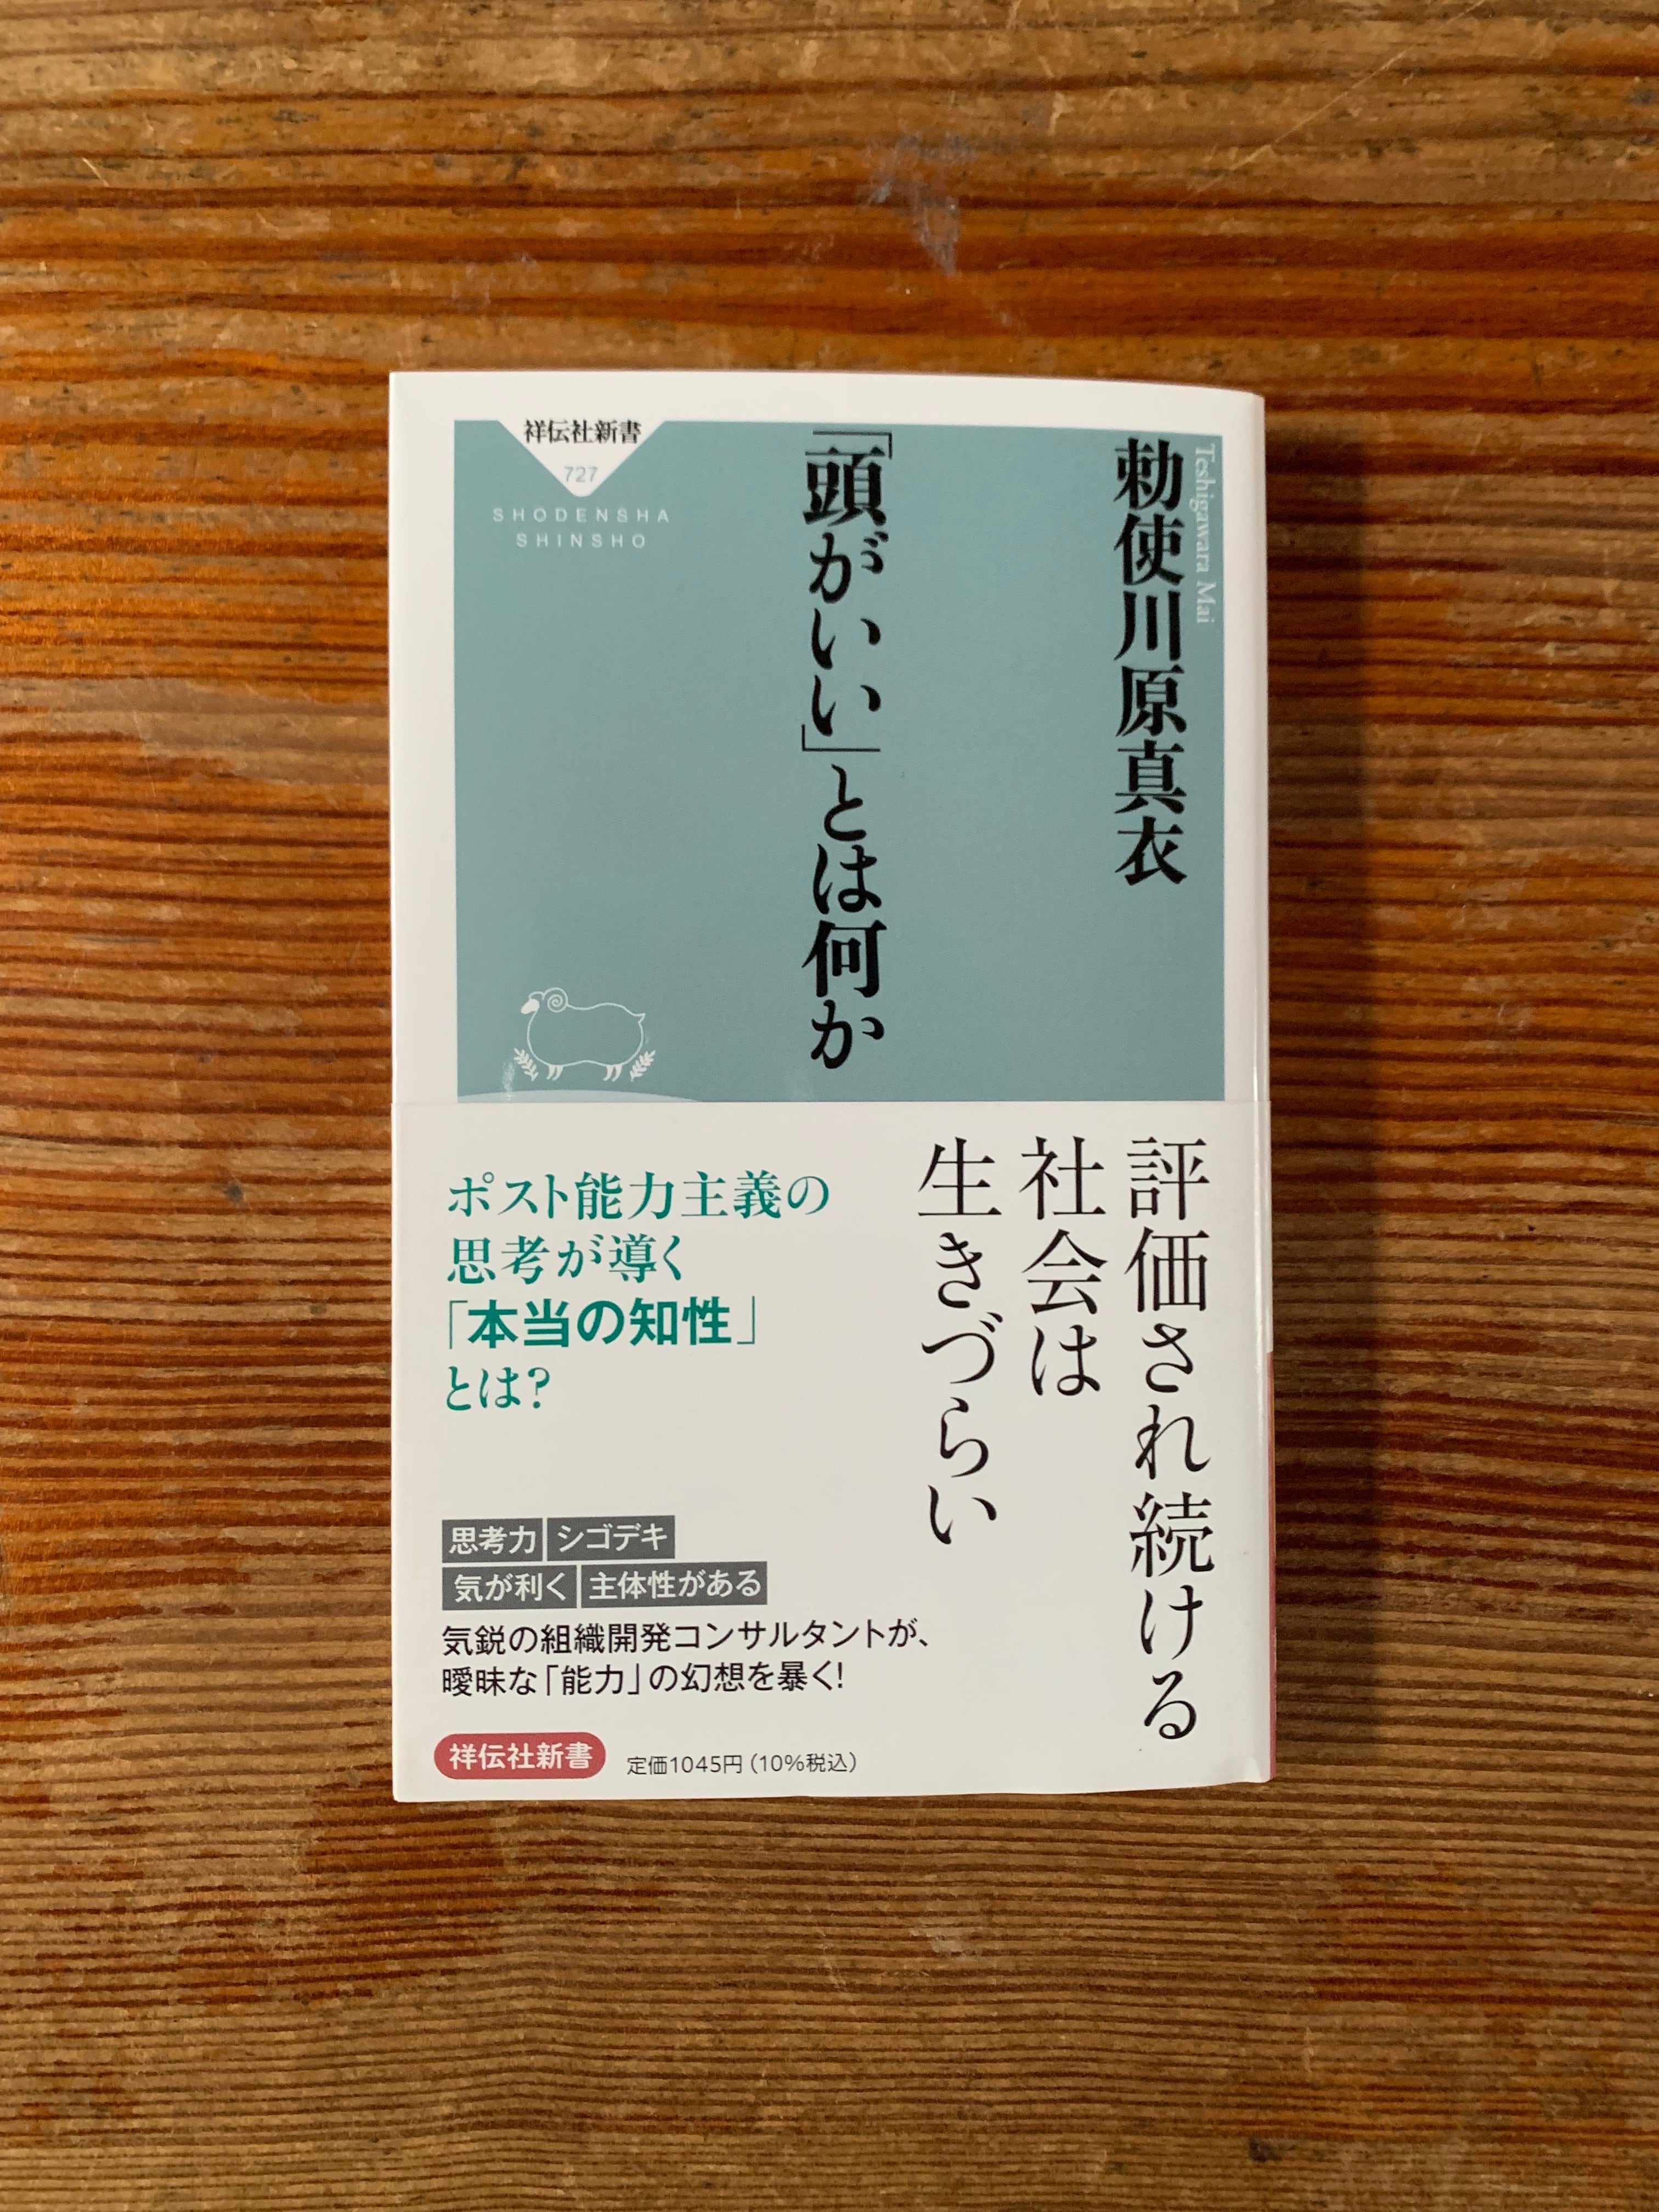 祥伝社新書
727
SHODENSHA
SHINSHO
勅使川原真衣
Teshigawara Mai
「頭がいい」とは何か
評価され続ける
社会は
生きづらい
ポスト能力主義の
思考が導く
「本当の知性」
とは?
思考力 シゴデキ
気が利く 主体性がある
気鋭の組織開発コンサルタントが、
曖昧な「能力」の幻想を暴く!
祥伝社新書 定価1045円(10%税込)